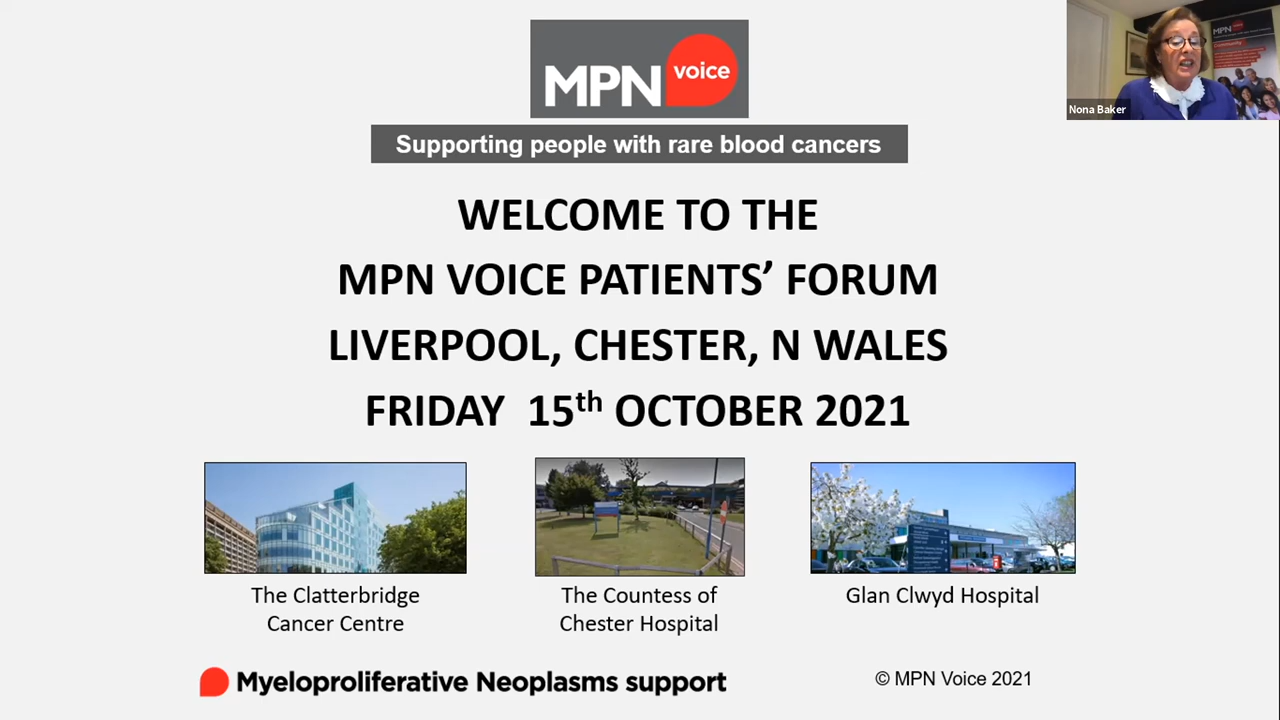 MPN voice
Supporting people with rare blood cancers
WELCOME TO THE
MPN VOICE PATIENTS’ FORUM
LIVERPOOL, CHESTER, N WALES
FRIDAY 15th OCTOBER 2021
The Clatterbridge
Cancer Centre
The Countess of
Chester Hospital
Glan Clwyd Hospital
Myeloproliferative Neoplasms support
© MPN Voice 2021
MPN voice
Nona Baker